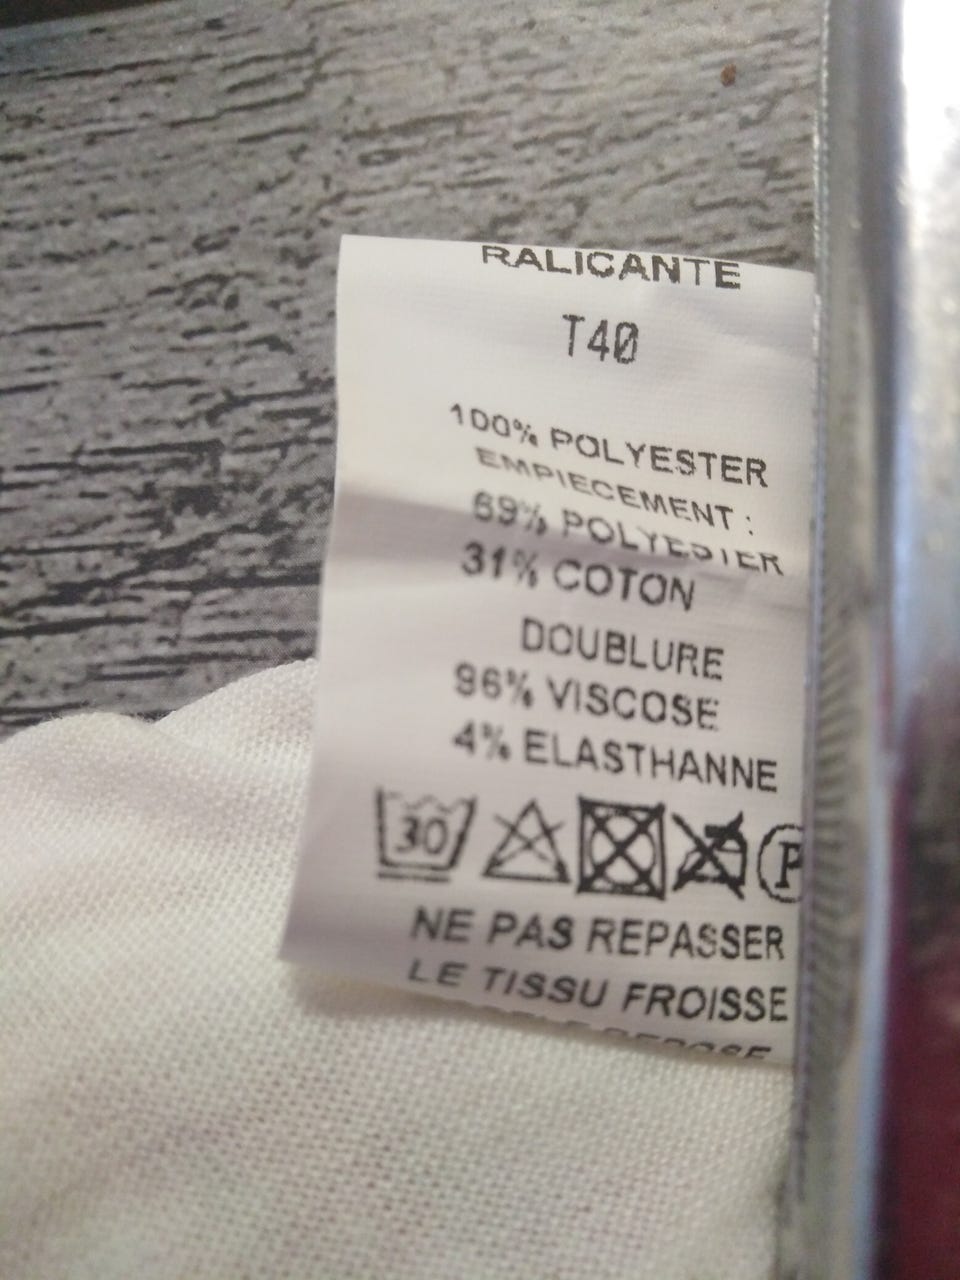 RALICANTE
T40
100% POLYESTER
EMPIECEMENT :
69% POLYESTER
31% COTON
DOUBLURE
96% VISCOSE
4% ELASTHANNE
30 P
NE PAS REPASSER
LE TISSU FROISSE